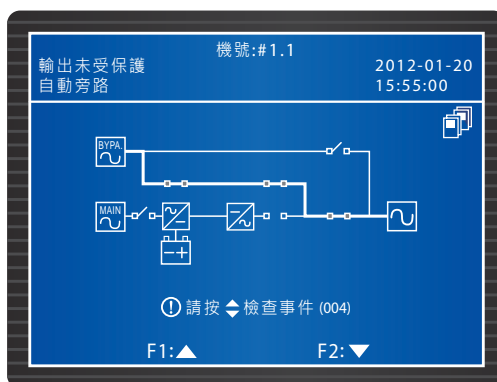 機號:#1.1
輸出未受保護
2012-01-20
自動旁路
15:55:00
BYPA.
MAIN
請按 檢查事件 (004)
F1:
F2: